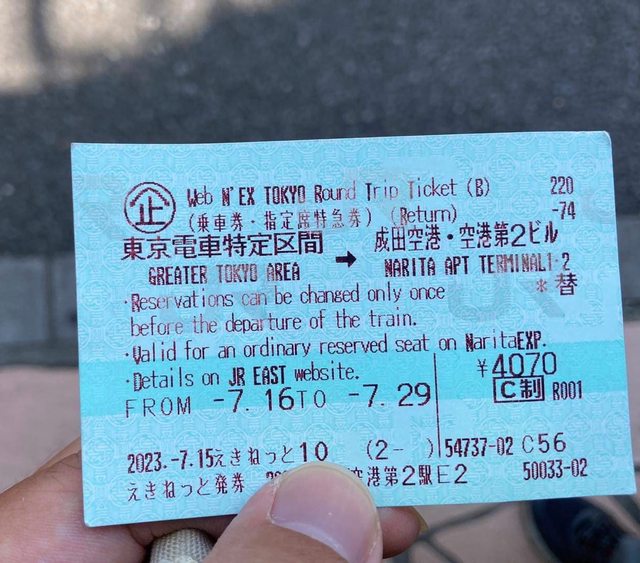 企 Web N'EX TOKYO Round Trip Ticket (B) 220
(乗車券・指定席特急券) (Return) -74
東京電車特定区間 → 成田空港・空港第2ビル
GREATER TOKYO AREA NARITA APT TERMINAL1・2
・Reservations can be changed only once *替
before the departure of the train.
・Valid for an ordinary reserved seat on NaritaEXP.
・Details on JR EAST website. ¥4070
FROM -7.16TO -7.29 C制 R001
2023.-7.15えきねっと10 (2- ) 54737-02 C56
えきねっと発券 空港第2駅E2 50033-02